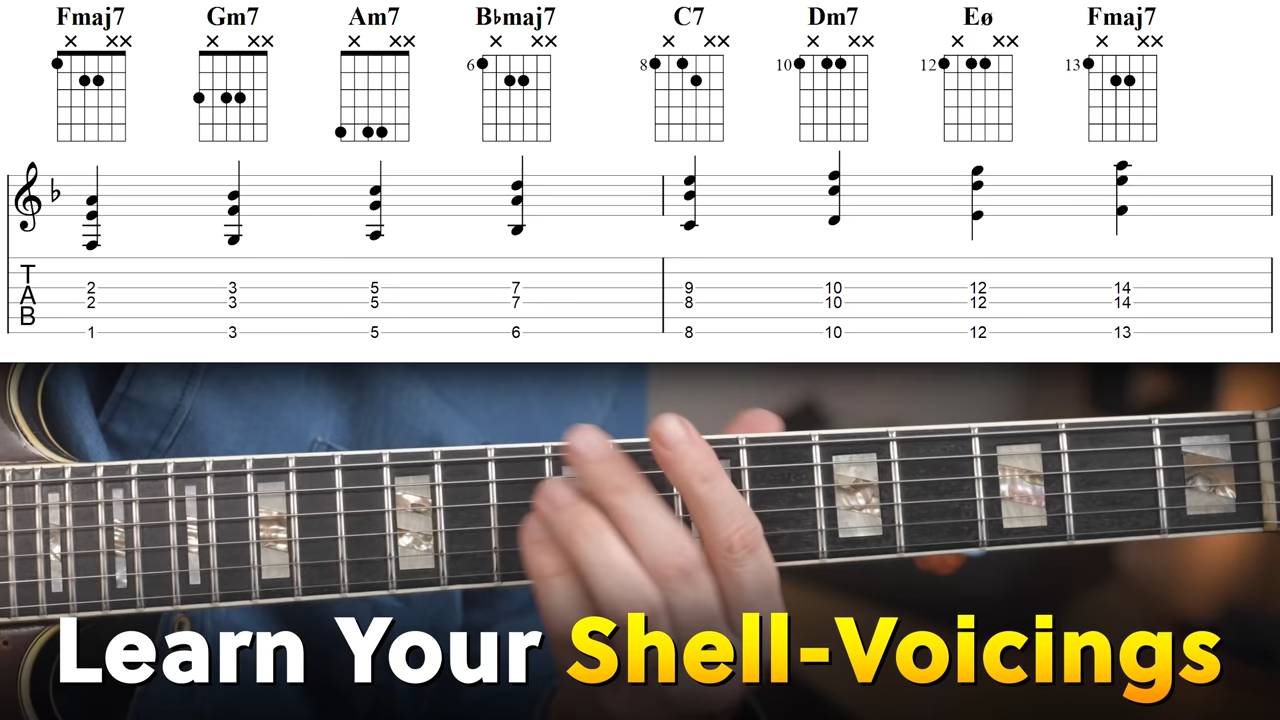 Fmaj7 Gm7 Am7 B♭maj7 C7 Dm7 Eø Fmaj7
× ×× × ×× × ×× × ×× × ×× × ×× × ×× × ××
6 8 10 12 13
T
2 3 5 7 9 10 12 14
A
2 3 5 7 8 10 12 14
B
1 3 5 6 8 10 12 13
Learn Your Shell-Voicings